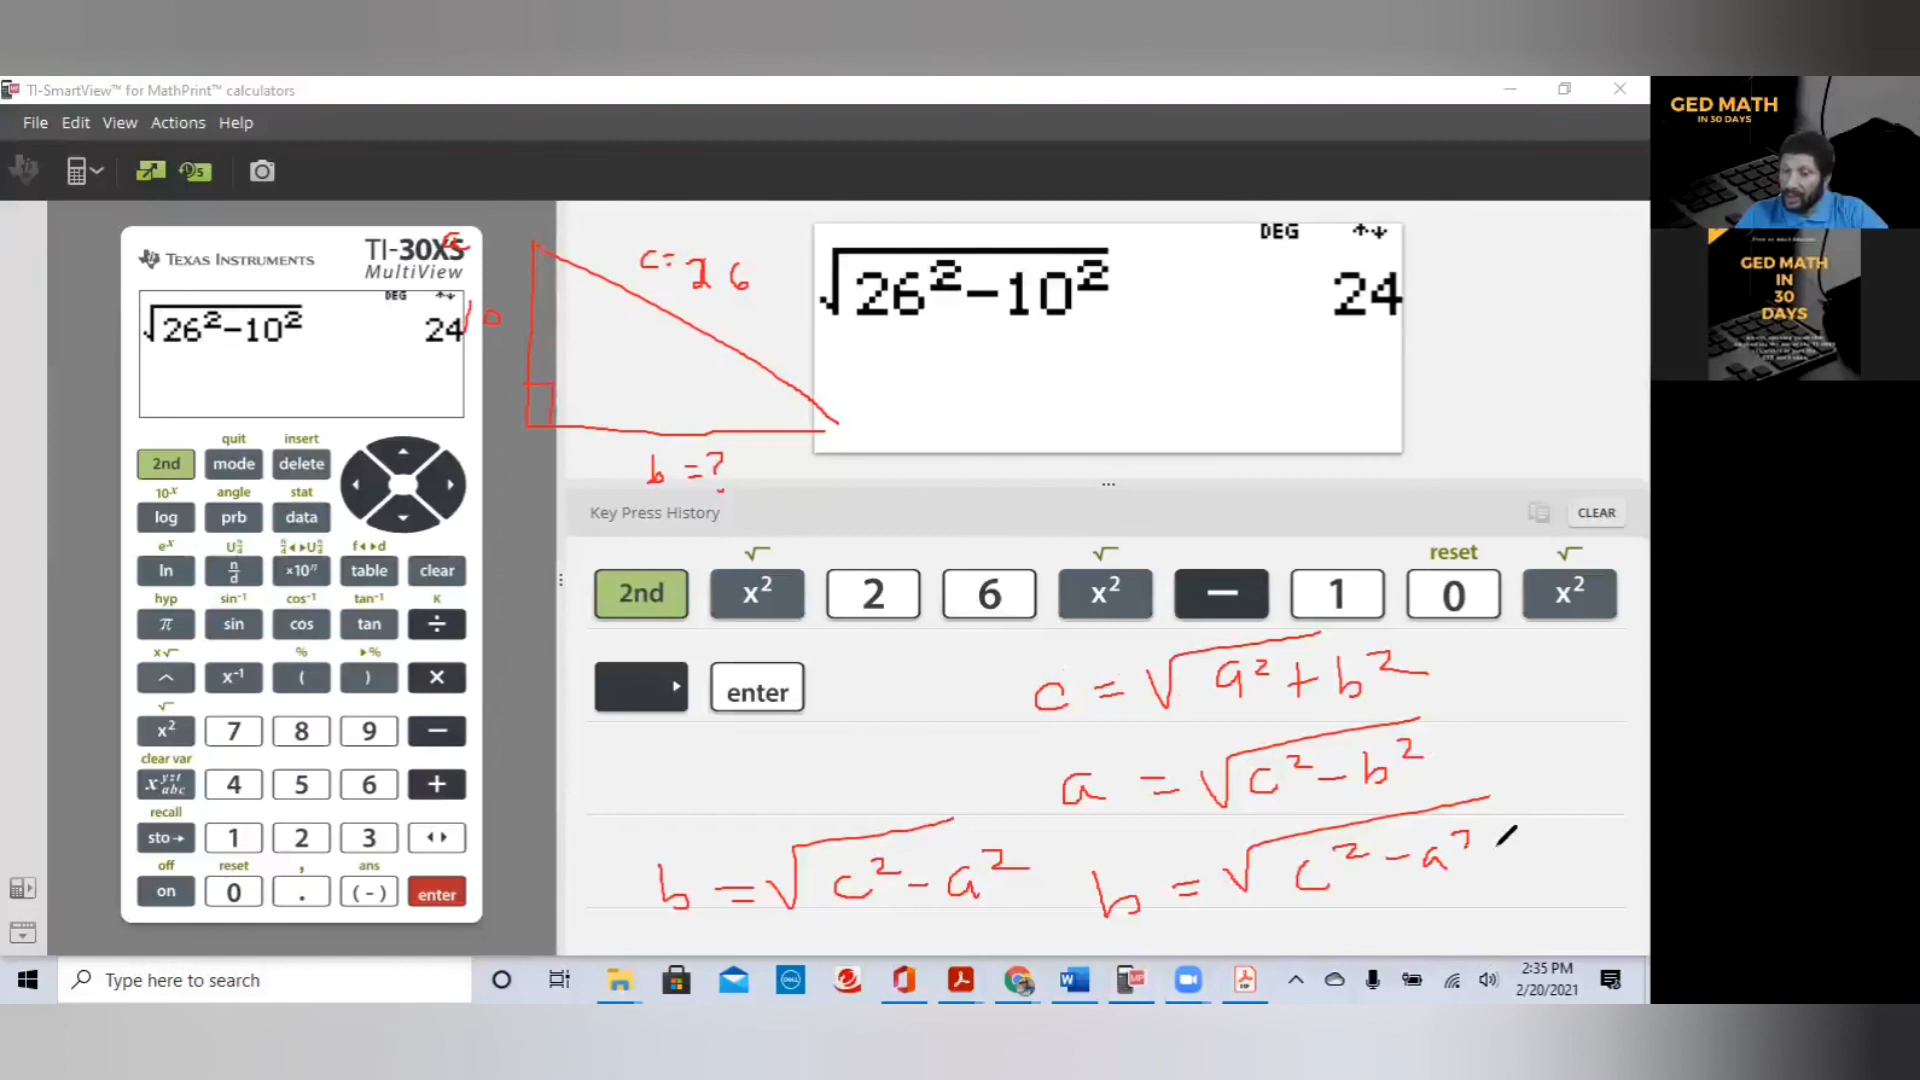 TI-SmartView™ for MathPrint™ calculators
File Edit View Actions Help
TEXAS INSTRUMENTS
TI-30XS
MultiView
DEG
√26²−10² 24
a
10
c = 26
b = ?
DEG
√26²−10² 24
quit insert
2nd mode delete
10ˣ angle stat
log prb data
eˣ U n/d n/d◄►U n/d f◄►d
ln n/d ×10ⁿ table clear
hyp sin⁻¹ cos⁻¹ tan⁻¹ K
π sin cos tan ÷
x√ % ►%
^ x⁻¹ ( ) ×
√
x² 7 8 9 −
clear var
x yzt abc 4 5 6 +
recall
sto→ 1 2 3 ◄►
off reset , ans
on 0 . (-) enter
Key Press History
CLEAR
√ √ reset √
2nd x² 2 6 x² − 1 0 x²
enter
c = √a² + b²
a = √c² − b²
b = √c² − a²
b = √c² − a²
GED MATH
IN 30 DAYS
GED MATH
IN
30
DAYS
Type here to search
DELL
2:35 PM
2/20/2021